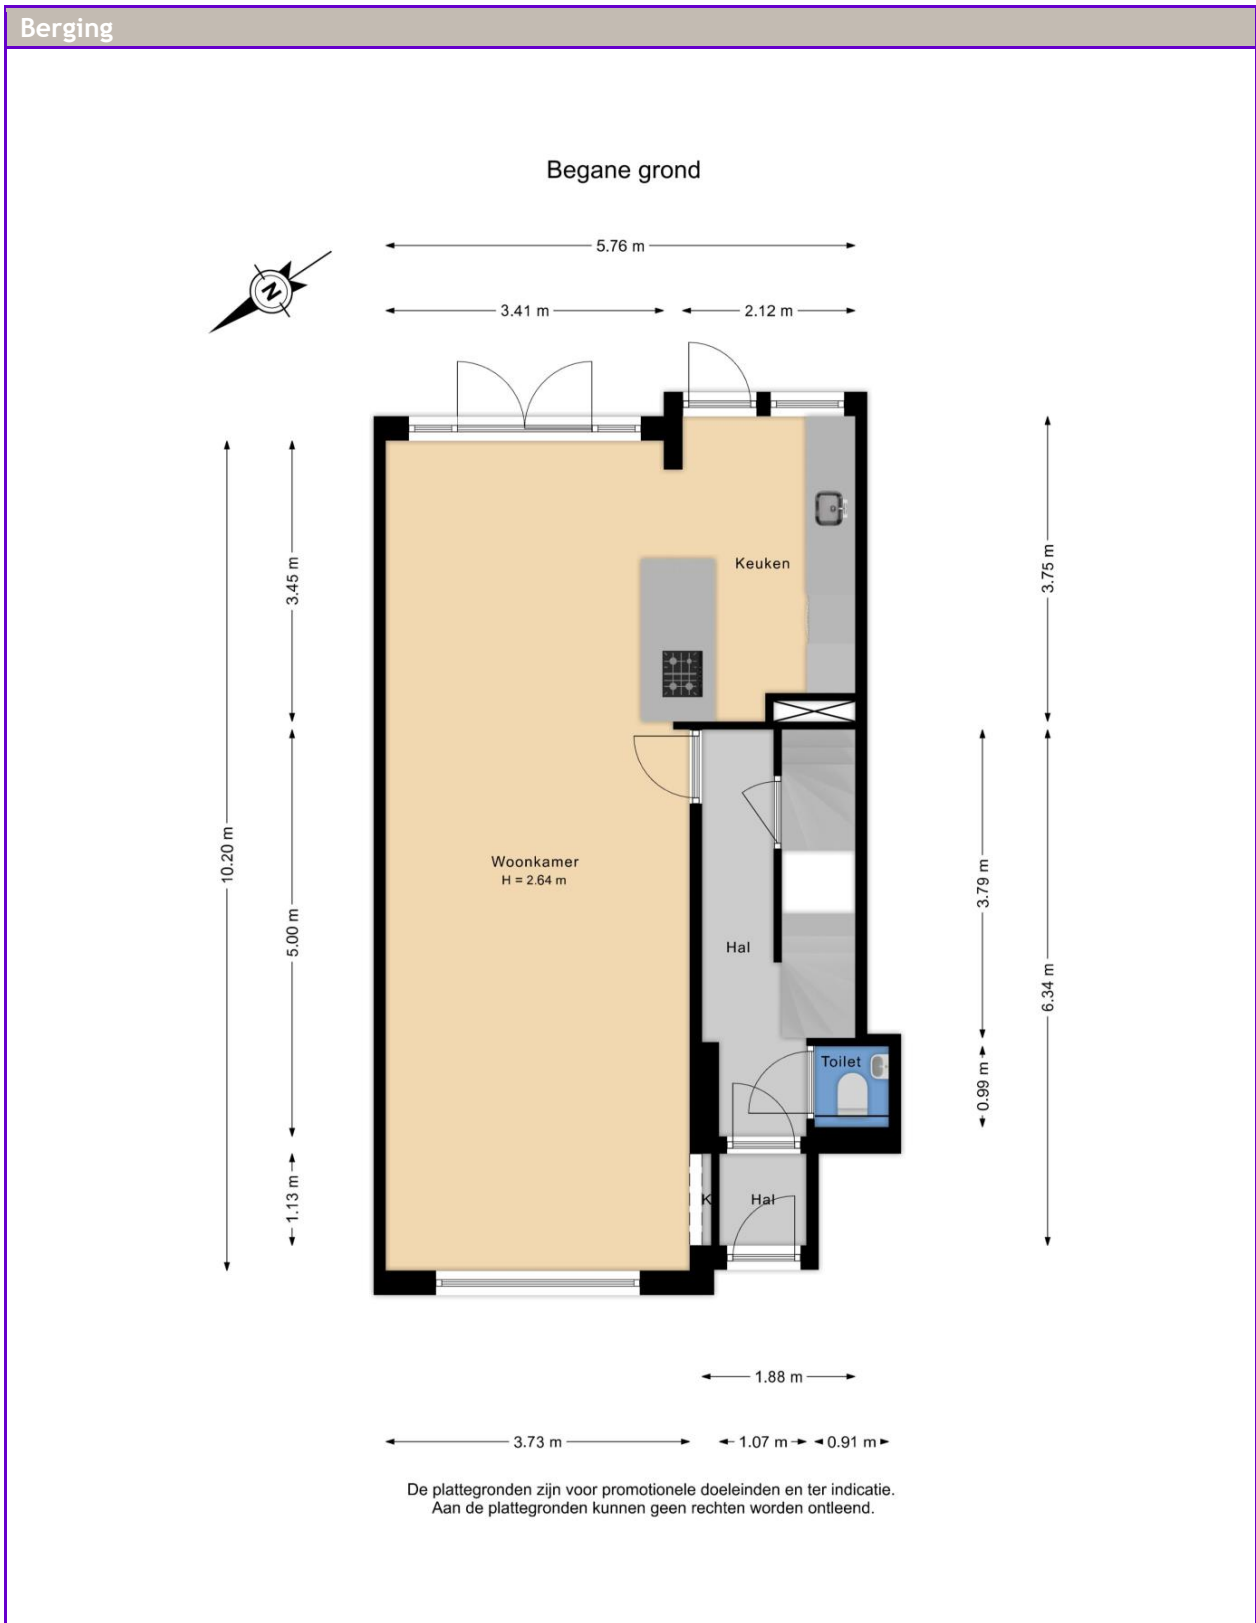 Berging
Begane grond
5.76 m
N
3.41 m
2.12 m
3.45 m
3.75 m
Keuken
10.20 m
Woonkamer
H = 2.64 m
3.79 m
5.00 m
Hal
6.34 m
Toilet
0.99 m
1.13 m
K
Hal
1.88 m
3.73 m
1.07 m
0.91 m
De plattegronden zijn voor promotionele doeleinden en ter indicatie.
Aan de plattegronden kunnen geen rechten worden ontleend.